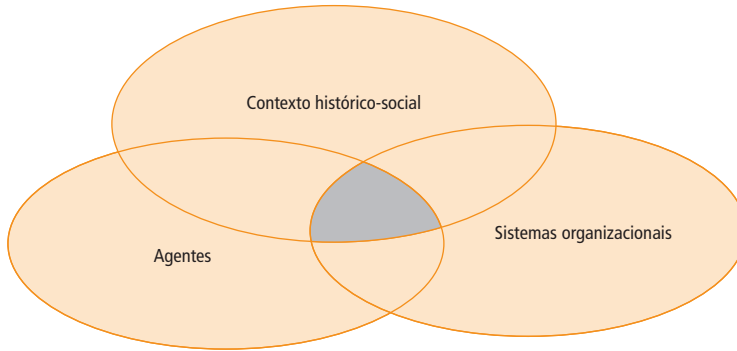 Contexto histórico-social
Sistemas organizacionais
Agentes